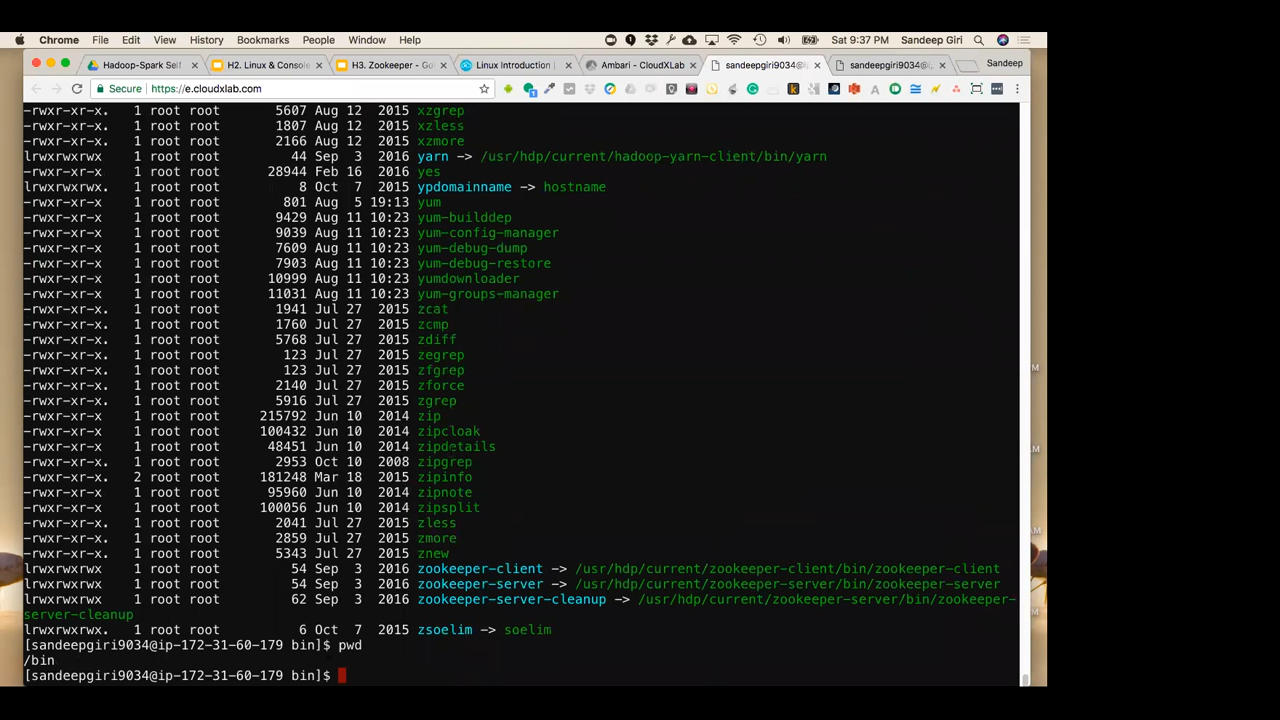 Chrome File Edit View History Bookmarks People Window Help Sat 9:37 PM Sandeep Giri
Hadoop-Spark Self H2. Linux & Console H3. Zookeeper - Go Linux Introduction | Ambari - CloudXLab sandeepgiri9034@ip sandeepgiri9034@ip Sandeep
Secure https://e.cloudxlab.com
-rwxr-xr-x. 1 root root 5607 Aug 12 2015 xzgrep
-rwxr-xr-x. 1 root root 1807 Aug 12 2015 xzless
-rwxr-xr-x. 1 root root 2166 Aug 12 2015 xzmore
lrwxrwxrwx 1 root root 44 Sep 3 2016 yarn -> /usr/hdp/current/hadoop-yarn-client/bin/yarn
-rwxr-xr-x 1 root root 28944 Feb 16 2016 yes
lrwxrwxrwx. 1 root root 8 Oct 7 2015 ypdomainname -> hostname
-rwxr-xr-x 1 root root 801 Aug 5 19:13 yum
-rwxr-xr-x 1 root root 9429 Aug 11 10:23 yum-builddep
-rwxr-xr-x 1 root root 9039 Aug 11 10:23 yum-config-manager
-rwxr-xr-x 1 root root 7609 Aug 11 10:23 yum-debug-dump
-rwxr-xr-x 1 root root 7903 Aug 11 10:23 yum-debug-restore
-rwxr-xr-x 1 root root 10999 Aug 11 10:23 yumdownloader
-rwxr-xr-x 1 root root 11031 Aug 11 10:23 yum-groups-manager
-rwxr-xr-x. 1 root root 1941 Jul 27 2015 zcat
-rwxr-xr-x. 1 root root 1760 Jul 27 2015 zcmp
-rwxr-xr-x. 1 root root 5768 Jul 27 2015 zdiff
-rwxr-xr-x. 1 root root 123 Jul 27 2015 zegrep
-rwxr-xr-x. 1 root root 123 Jul 27 2015 zfgrep
-rwxr-xr-x. 1 root root 2140 Jul 27 2015 zforce
-rwxr-xr-x. 1 root root 5916 Jul 27 2015 zgrep
-rwxr-xr-x. 1 root root 215792 Jun 10 2014 zip
-rwxr-xr-x. 1 root root 100432 Jun 10 2014 zipcloak
-rwxr-xr-x. 1 root root 48451 Jun 10 2014 zipdetails
-rwxr-xr-x. 1 root root 2953 Oct 10 2008 zipgrep
-rwxr-xr-x. 2 root root 181248 Mar 18 2015 zipinfo
-rwxr-xr-x. 1 root root 95960 Jun 10 2014 zipnote
-rwxr-xr-x. 1 root root 100056 Jun 10 2014 zipsplit
-rwxr-xr-x. 1 root root 2041 Jul 27 2015 zless
-rwxr-xr-x. 1 root root 2859 Jul 27 2015 zmore
-rwxr-xr-x. 1 root root 5343 Jul 27 2015 znew
lrwxrwxrwx 1 root root 54 Sep 3 2016 zookeeper-client -> /usr/hdp/current/zookeeper-client/bin/zookeeper-client
lrwxrwxrwx 1 root root 54 Sep 3 2016 zookeeper-server -> /usr/hdp/current/zookeeper-server/bin/zookeeper-server
lrwxrwxrwx 1 root root 62 Sep 3 2016 zookeeper-server-cleanup -> /usr/hdp/current/zookeeper-server/bin/zookeeper-
server-cleanup
lrwxrwxrwx. 1 root root 6 Oct 7 2015 zsoelim -> soelim
[sandeepgiri9034@ip-172-31-60-179 bin]$ pwd
/bin
[sandeepgiri9034@ip-172-31-60-179 bin]$